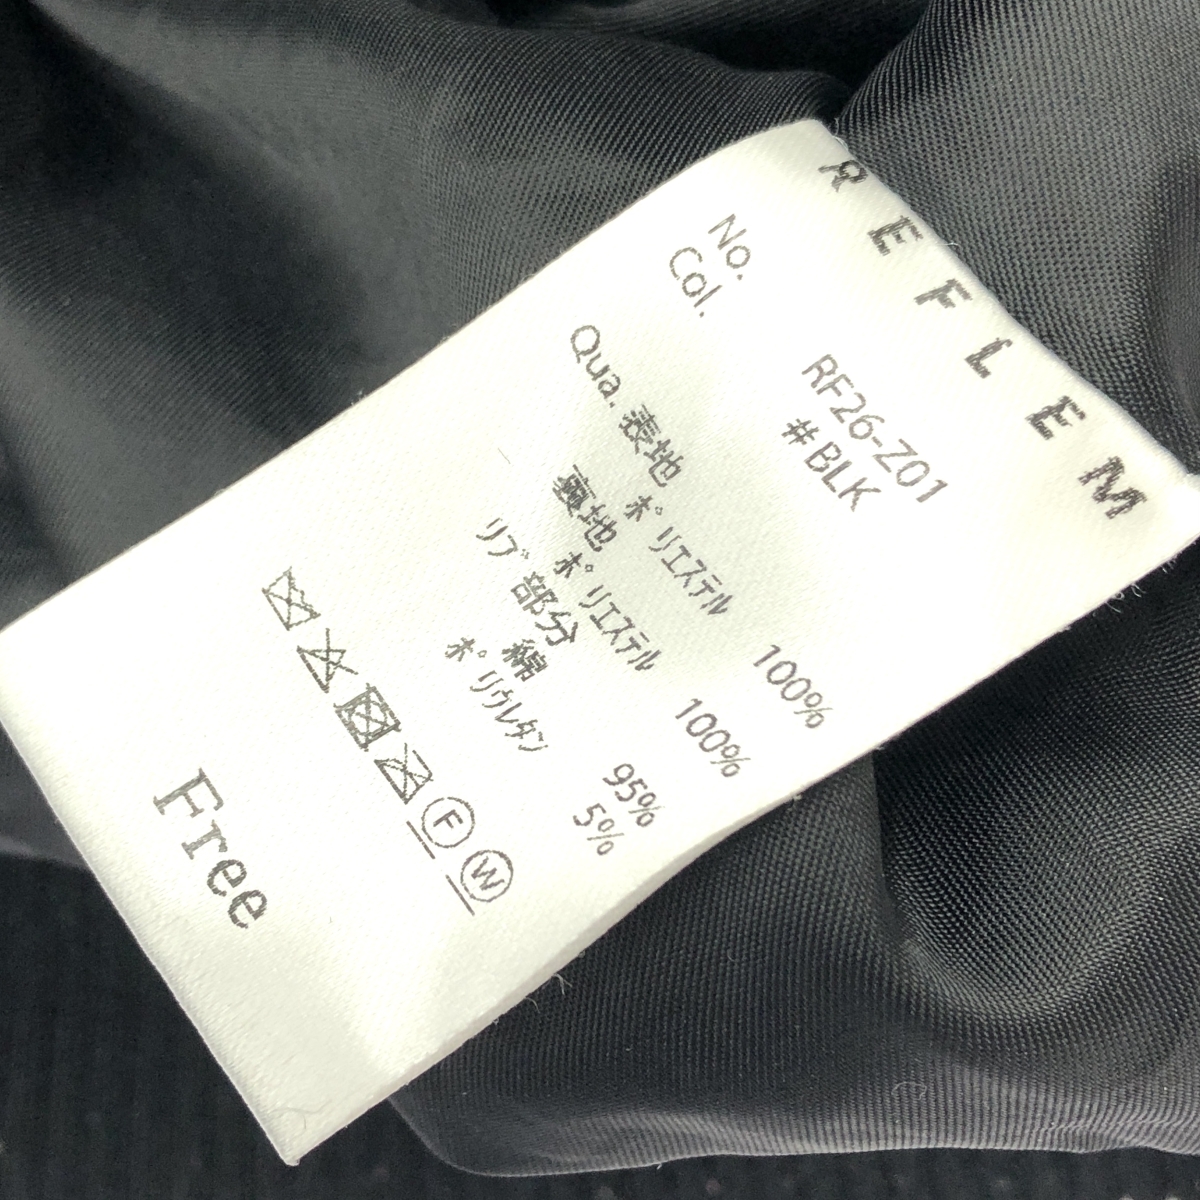 REFLEM
No. RF26-Z01
Col. #BLK
Qua. 表地
ポリエステル 100%
裏地
ポリエステル 100%
リブ部分
綿 95%
ポリウレタン 5%
F W
Free